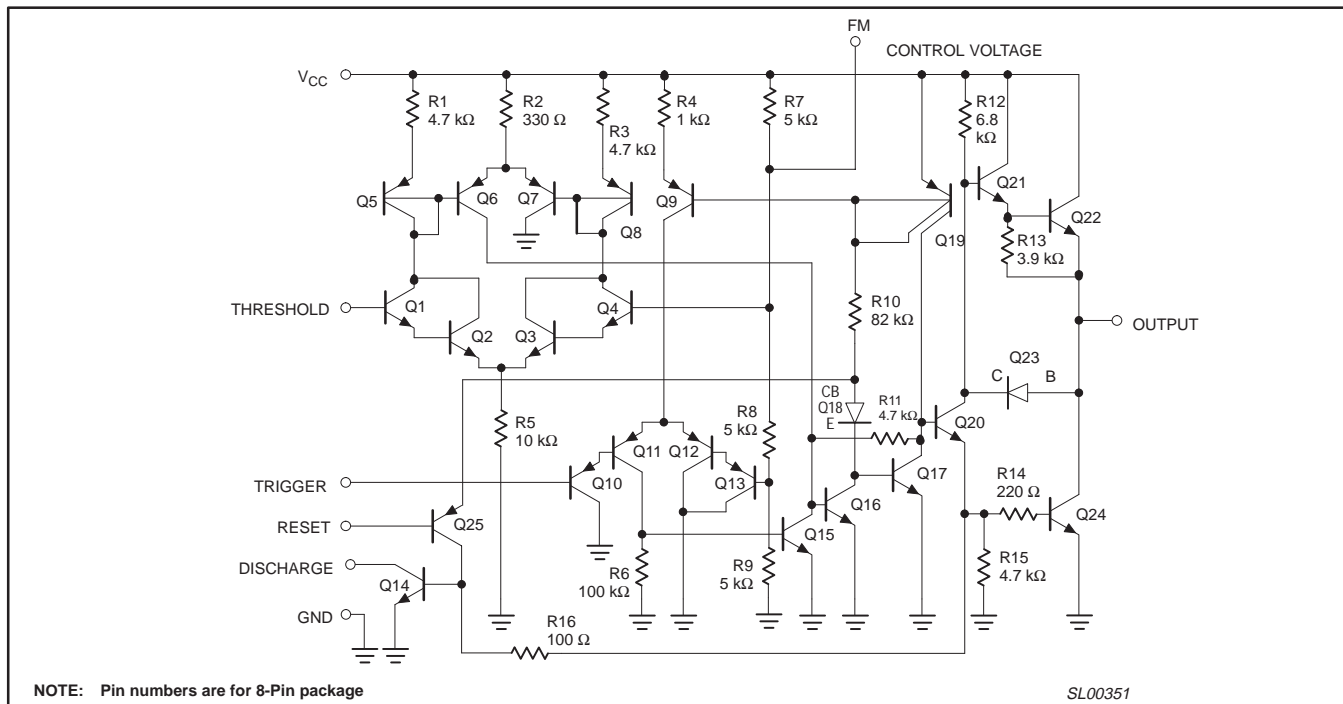 FM
CONTROL VOLTAGE
VCC
R1
4.7 kΩ
R2
330 Ω
R3
4.7 kΩ
R4
1 kΩ
R7
5 kΩ
R12
6.8
kΩ
Q21
Q5
Q6
Q7
Q8
Q9
Q19
Q22
R13
3.9 kΩ
THRESHOLD
Q1
Q2
Q3
Q4
R10
82 kΩ
OUTPUT
Q23
C
B
CB
Q18
E
R11
4.7 kΩ
Q20
R5
10 kΩ
R8
5 kΩ
Q11
Q12
Q10
Q13
Q17
TRIGGER
R14
220 Ω
RESET
Q25
Q15
Q16
Q24
DISCHARGE
Q14
R6
100 kΩ
R9
5 kΩ
R15
4.7 kΩ
GND
R16
100 Ω
NOTE: Pin numbers are for 8-Pin package
SL00351